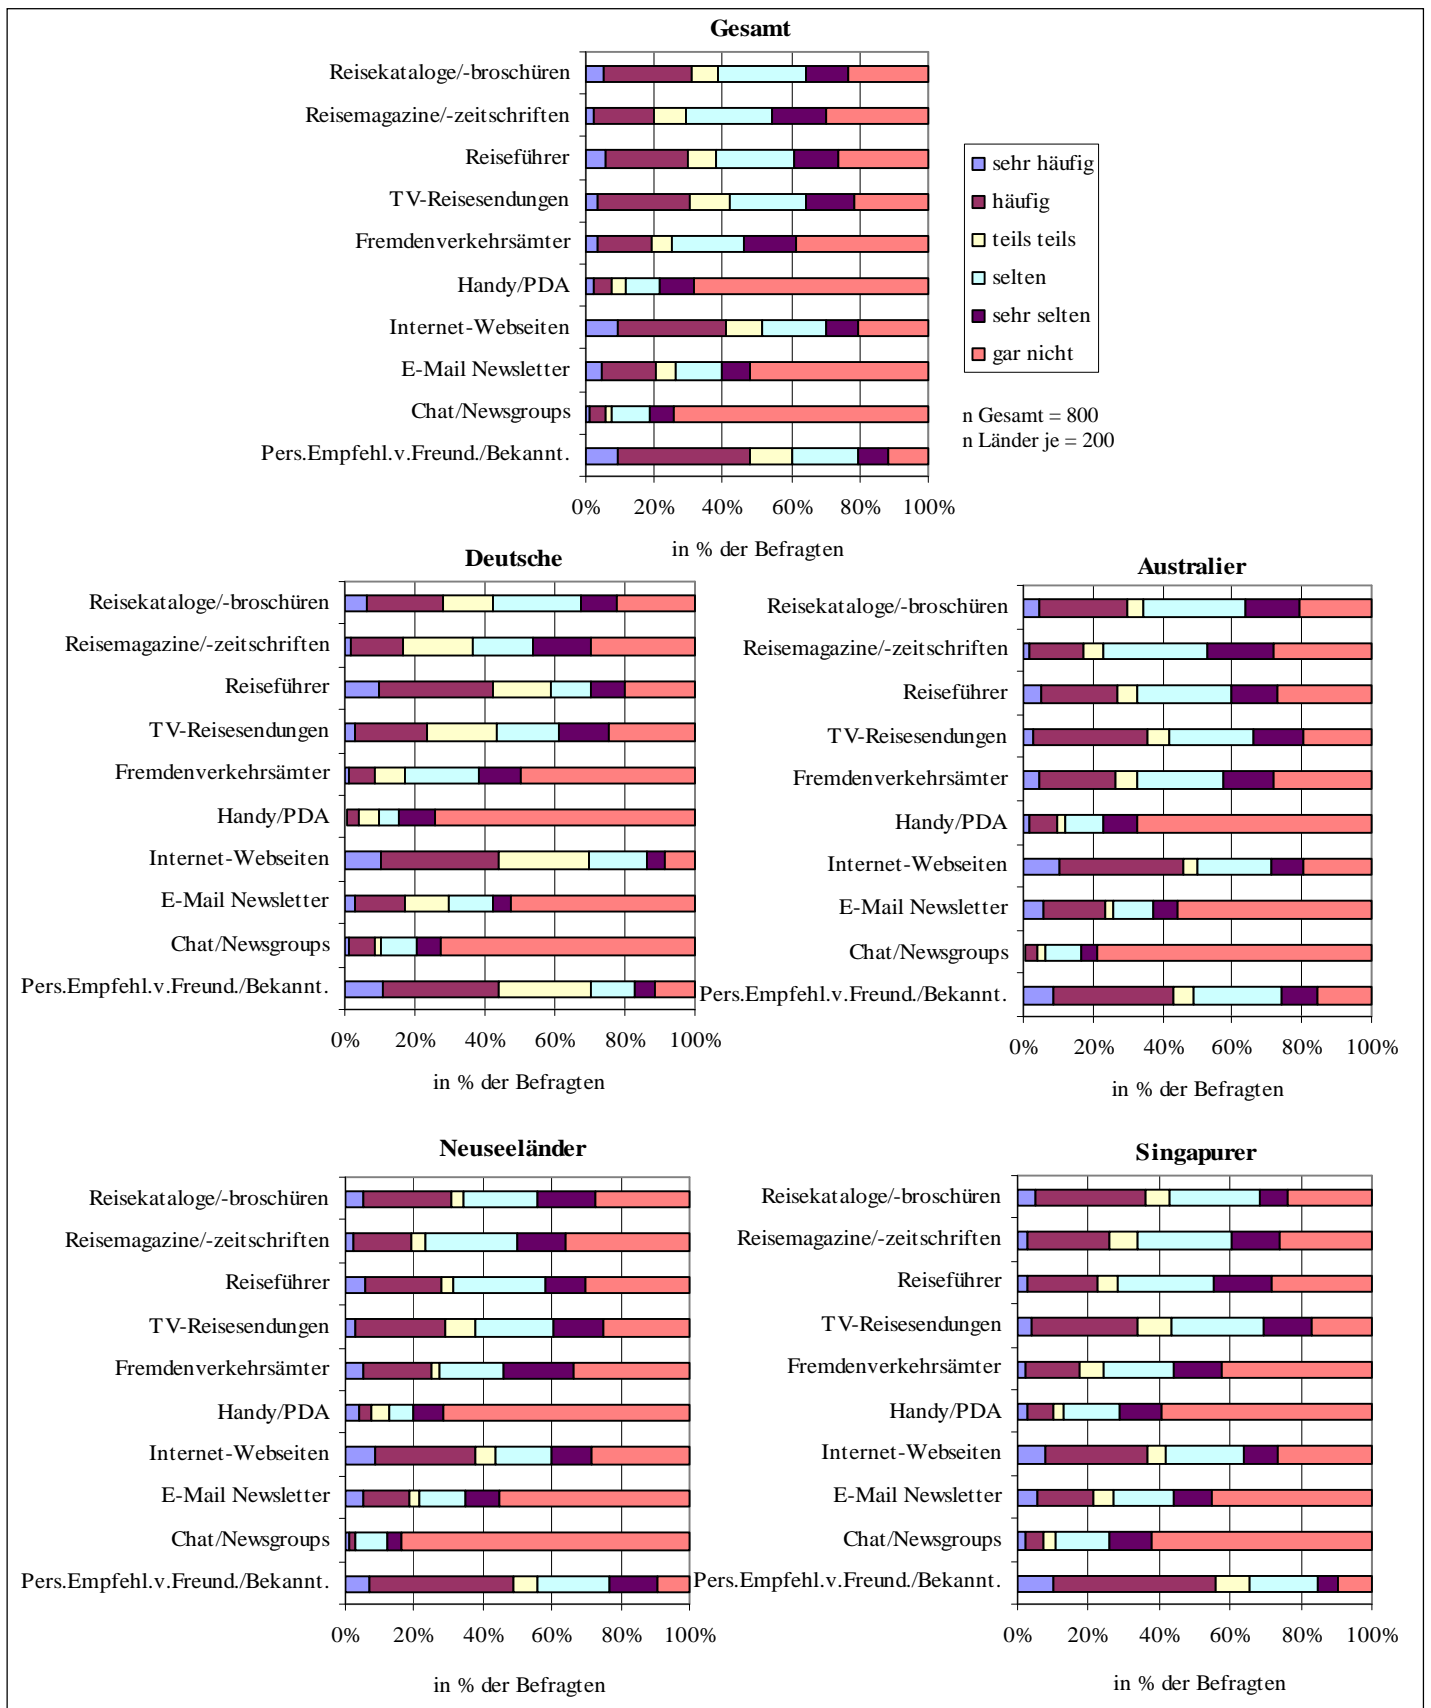 Gesamt
Reisekataloge/-broschüren
Reisemagazine/-zeitschriften
Reiseführer
TV-Reisesendungen
Fremdenverkehrsämter
Handy/PDA
Internet-Webseiten
E-Mail Newsletter
Chat/Newsgroups
Pers.Empfehl.v.Freund./Bekannt.
0% 20% 40% 60% 80% 100%
in % der Befragten
sehr häufig
häufig
teils teils
selten
sehr selten
gar nicht
n Gesamt = 800
n Länder je = 200
Deutsche
Reisekataloge/-broschüren
Reisemagazine/-zeitschriften
Reiseführer
TV-Reisesendungen
Fremdenverkehrsämter
Handy/PDA
Internet-Webseiten
E-Mail Newsletter
Chat/Newsgroups
Pers.Empfehl.v.Freund./Bekannt.
0% 20% 40% 60% 80% 100%
in % der Befragten
Australier
Reisekataloge/-broschüren
Reisemagazine/-zeitschriften
Reiseführer
TV-Reisesendungen
Fremdenverkehrsämter
Handy/PDA
Internet-Webseiten
E-Mail Newsletter
Chat/Newsgroups
Pers.Empfehl.v.Freund./Bekannt.
0% 20% 40% 60% 80% 100%
in % der Befragten
Neuseeländer
Reisekataloge/-broschüren
Reisemagazine/-zeitschriften
Reiseführer
TV-Reisesendungen
Fremdenverkehrsämter
Handy/PDA
Internet-Webseiten
E-Mail Newsletter
Chat/Newsgroups
Pers.Empfehl.v.Freund./Bekannt.
0% 20% 40% 60% 80% 100%
in % der Befragten
Singapurer
Reisekataloge/-broschüren
Reisemagazine/-zeitschriften
Reiseführer
TV-Reisesendungen
Fremdenverkehrsämter
Handy/PDA
Internet-Webseiten
E-Mail Newsletter
Chat/Newsgroups
Pers.Empfehl.v.Freund./Bekannt.
0% 20% 40% 60% 80% 100%
in % der Befragten